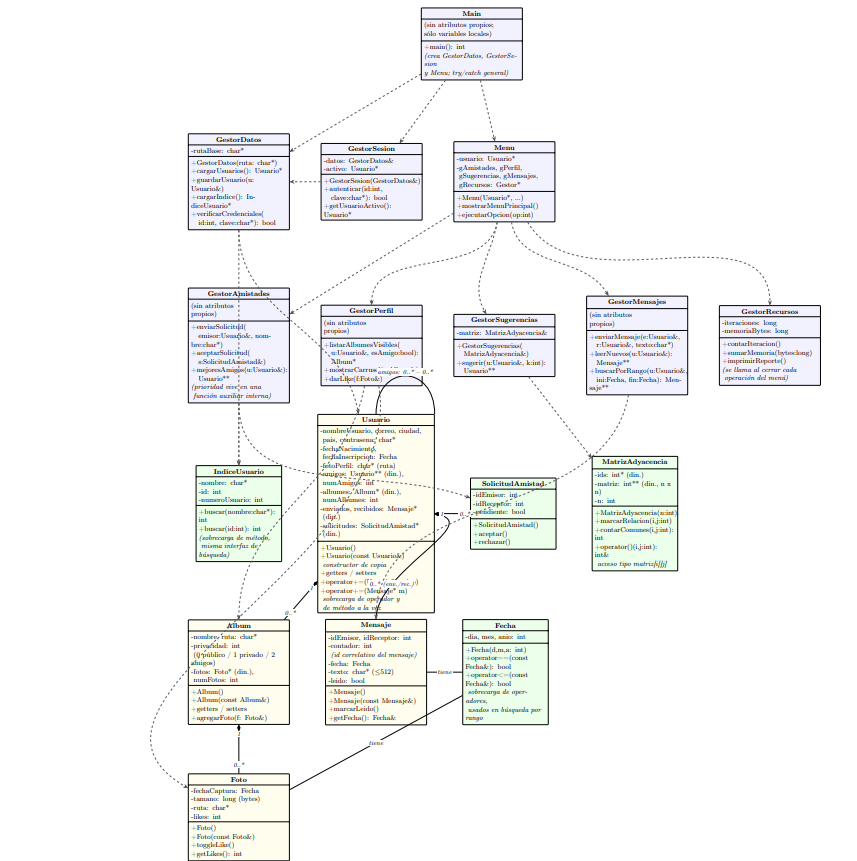 Main
(sin atributos propios;
sólo variables locales)
+main(): int
(crea GestorDatos, GestorSe-
sion
y Menu; try/catch general)
GestorDatos
-rutaBase: char*
+GestorDatos(ruta: char*)
+cargarUsuarios(): Usuario*
+guardarUsuario(u:
Usuario&)
+cargarIndice(): In-
diceUsuario*
+verificarCredenciales(
id:int, clave:char*): bool
GestorSesion
-datos: GestorDatos&
-activo: Usuario*
+GestorSesion(GestorDatos&)
+autenticar(id:int,
clave:char*): bool
+getUsuarioActivo():
Usuario*
Menu
-usuario: Usuario*
-gAmistades, gPerfil,
gSugerencias, gMensajes,
gRecursos: Gestor*
+Menu(Usuario*, ...)
+mostrarMenuPrincipal()
+ejecutarOpcion(op:int)
GestorAmistades
(sin atributos
propios)
+enviarSolicitud(
emisor:Usuario&, nom-
bre:char*)
+aceptarSolicitud(
s:SolicitudAmistad&)
+mejoresAmigos(u:Usuario&):
Usuario**
(prioridad vive en una
función auxiliar interna)
GestorPerfil
(sin atributos
propios)
+listarAlbumesVisibles(
u:Usuario&, esAmigo:bool):
Album*
+darLike(f:Foto&)
amigos: 0..* – 0..*
GestorSugerencias
-matriz: MatrizAdyacencia&
+GestorSugerencias(
MatrizAdyacencia&)
+sugerir(u:Usuario&, k:int):
Usuario**
GestorMensajes
(sin atributos
propios)
+enviarMensaje(e:Usuario&,
r:Usuario&, texto:char*)
+leerNuevos(u:Usuario&):
Mensaje**
+buscarPorRango(u:Usuario&,
ini:Fecha, fin:Fecha): Men-
saje**
GestorRecursos
-iteraciones: long
-memoriaBytes: long
+contarIteracion()
+sumarMemoria(bytes:long)
+imprimirReporte()
(se llama al cerrar cada
operación del menú)
Usuario
-nombreUsuario, correo, ciudad,
pais, contrasena: char*
-fechaNacimiento,
fechaInscripcion: Fecha
-fotoPerfil: char* (ruta)
-amigos: Usuario** (din.),
numAmigos: int
-albumes: Album* (din.),
numAlbumes: int
-enviados, recibidos: Mensaje*
(din.)
-solicitudes: SolicitudAmistad*
(din.)
+Usuario()
+Usuario(const Usuario&)
constructor de copia
+getters / setters
+operator+=(Mensaje* m)
sobrecarga de operador y
de método a la vez
IndiceUsuario
-nombre: char*
-id: int
-numeroUsuario: int
+buscar(nombre:char*):
int
+buscar(id:int): int
(sobrecarga de método,
misma interfaz de
búsqueda)
SolicitudAmistad
-idEmisor: int
-idReceptor: int
-pendiente: bool
+SolicitudAmistad()
+aceptar()
+rechazar()
MatrizAdyacencia
-ids: int* (din.)
-matriz: int** (din., n x
n)
-n: int
+MatrizAdyacencia(n:int)
+marcarRelacion(i,j:int)
+contarComunes(i,j:int):
int
+operator()(i,j:int):
int&
acceso tipo matriz[i][j]
0..*
Album
-nombre, ruta: char*
-privacidad: int
(0 público / 1 privado / 2
amigos)
-fotos: Foto* (din.),
numFotos: int
+Album()
+Album(const Album&)
+getters / setters
+agregarFoto(f: Foto&)
Mensaje
-idEmisor, idReceptor: int
-contador: int
(id correlativo del mensaje)
-fecha: Fecha
-texto: char* (≤512)
-leido: bool
+Mensaje()
+Mensaje(const Mensaje&)
+marcarLeido()
+getFecha(): Fecha&
tiene
Fecha
-dia, mes, anio: int
+Fecha(d,m,a: int)
+operator==(const
Fecha&): bool
+operator<=(const
Fecha&): bool
sobrecarga de oper-
adores,
usados en búsqueda por
rango
1
0..*
tiene
Foto
-fechaCaptura: Fecha
-tamano: long (bytes)
-ruta: char*
-likes: int
+Foto()
+Foto(const Foto&)
+toggleLike()
+getLikes(): int